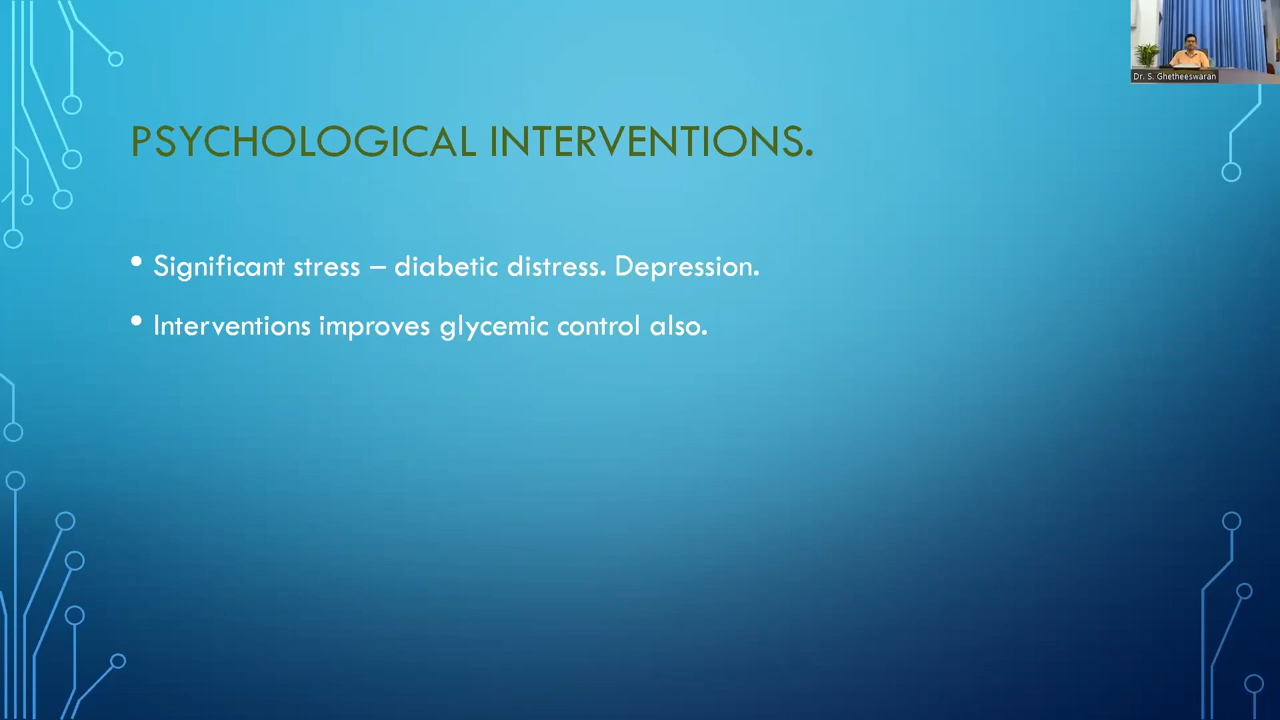 Dr. S. Ghetheeswaran
PSYCHOLOGICAL INTERVENTIONS.
• Significant stress – diabetic distress. Depression.
• Interventions improves glycemic control also.